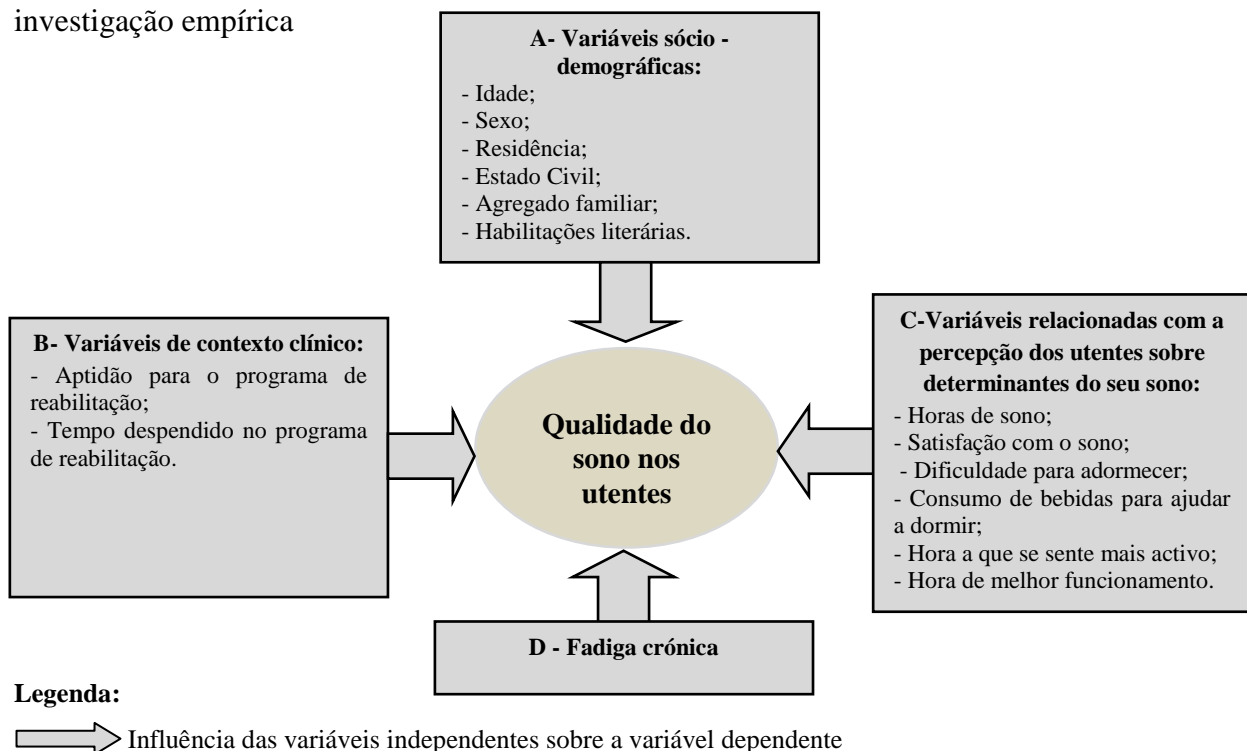 investigação empírica
A- Variáveis sócio -
demográficas:
- Idade;
- Sexo;
- Residência;
- Estado Civil;
- Agregado familiar;
- Habilitações literárias.
B- Variáveis de contexto clínico:
- Aptidão para o programa de
reabilitação;
- Tempo despendido no programa
de reabilitação.
Qualidade do
sono nos
utentes
C-Variáveis relacionadas com a
percepção dos utentes sobre
determinantes do seu sono:
- Horas de sono;
- Satisfação com o sono;
- Dificuldade para adormecer;
- Consumo de bebidas para ajudar
a dormir;
- Hora a que se sente mais activo;
- Hora de melhor funcionamento.
D - Fadiga crónica
Legenda:
Influência das variáveis independentes sobre a variável dependente